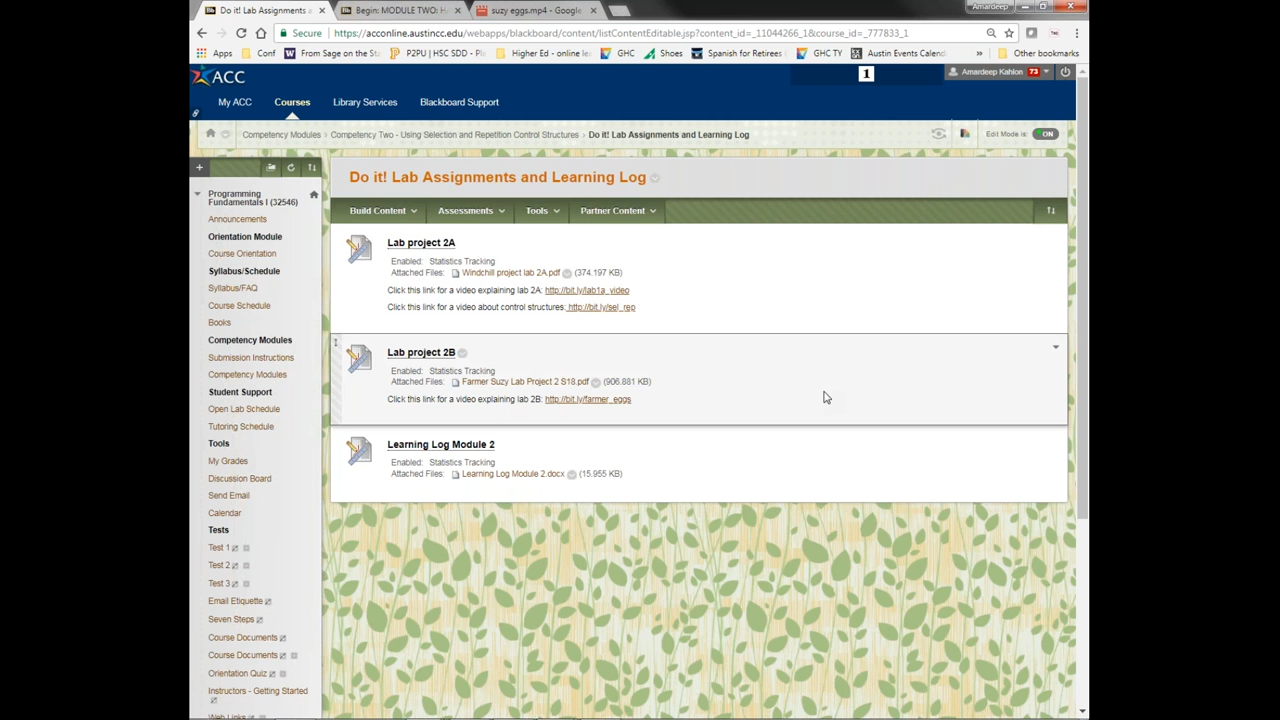 Do it! Lab Assignments a
Begin: MODULE TWO: H
suzy eggs.mp4 - Google
Amardeep
Secure
https://acconline.austincc.edu/webapps/blackboard/content/listContentEditable.jsp?content_id=_11044266_1&course_id=_777833_1
Apps
Conf
From Sage on the St
P2PU | HSC SDD - Ple
Higher Ed - online le
GHC
Shoes
Spanish for Retirees
GHC TY
Austin Events Calend
»
Other bookmarks
ACC
1
Amardeep Kahlon 73
My ACC
Courses
Library Services
Blackboard Support
Competency Modules
Competency Two - Using Selection and Repetition Control Structures
Do it! Lab Assignments and Learning Log
Edit Mode is: ON
Programming
Fundamentals I (32546)
Announcements
Orientation Module
Course Orientation
Syllabus/Schedule
Syllabus/FAQ
Course Schedule
Books
Competency Modules
Submission Instructions
Competency Modules
Student Support
Open Lab Schedule
Tutoring Schedule
Tools
My Grades
Discussion Board
Send Email
Calendar
Tests
Test 1
Test 2
Test 3
Email Etiquette
Seven Steps
Course Documents
Course Documents
Orientation Quiz
Instructors - Getting Started
Web Links
Do it! Lab Assignments and Learning Log
Build Content
Assessments
Tools
Partner Content
Lab project 2A
Enabled: Statistics Tracking
Attached Files: Windchill project lab 2A.pdf (374.197 KB)
Click this link for a video explaining lab 2A: http://bit.ly/lab1a_video
Click this link for a video about control structures: http://bit.ly/sel_rep
Lab project 2B
Enabled: Statistics Tracking
Attached Files: Farmer Suzy Lab Project 2 S18.pdf (906.881 KB)
Click this link for a video explaining lab 2B: http://bit.ly/farmer_eggs
Learning Log Module 2
Enabled: Statistics Tracking
Attached Files: Learning Log Module 2.docx (15.955 KB)